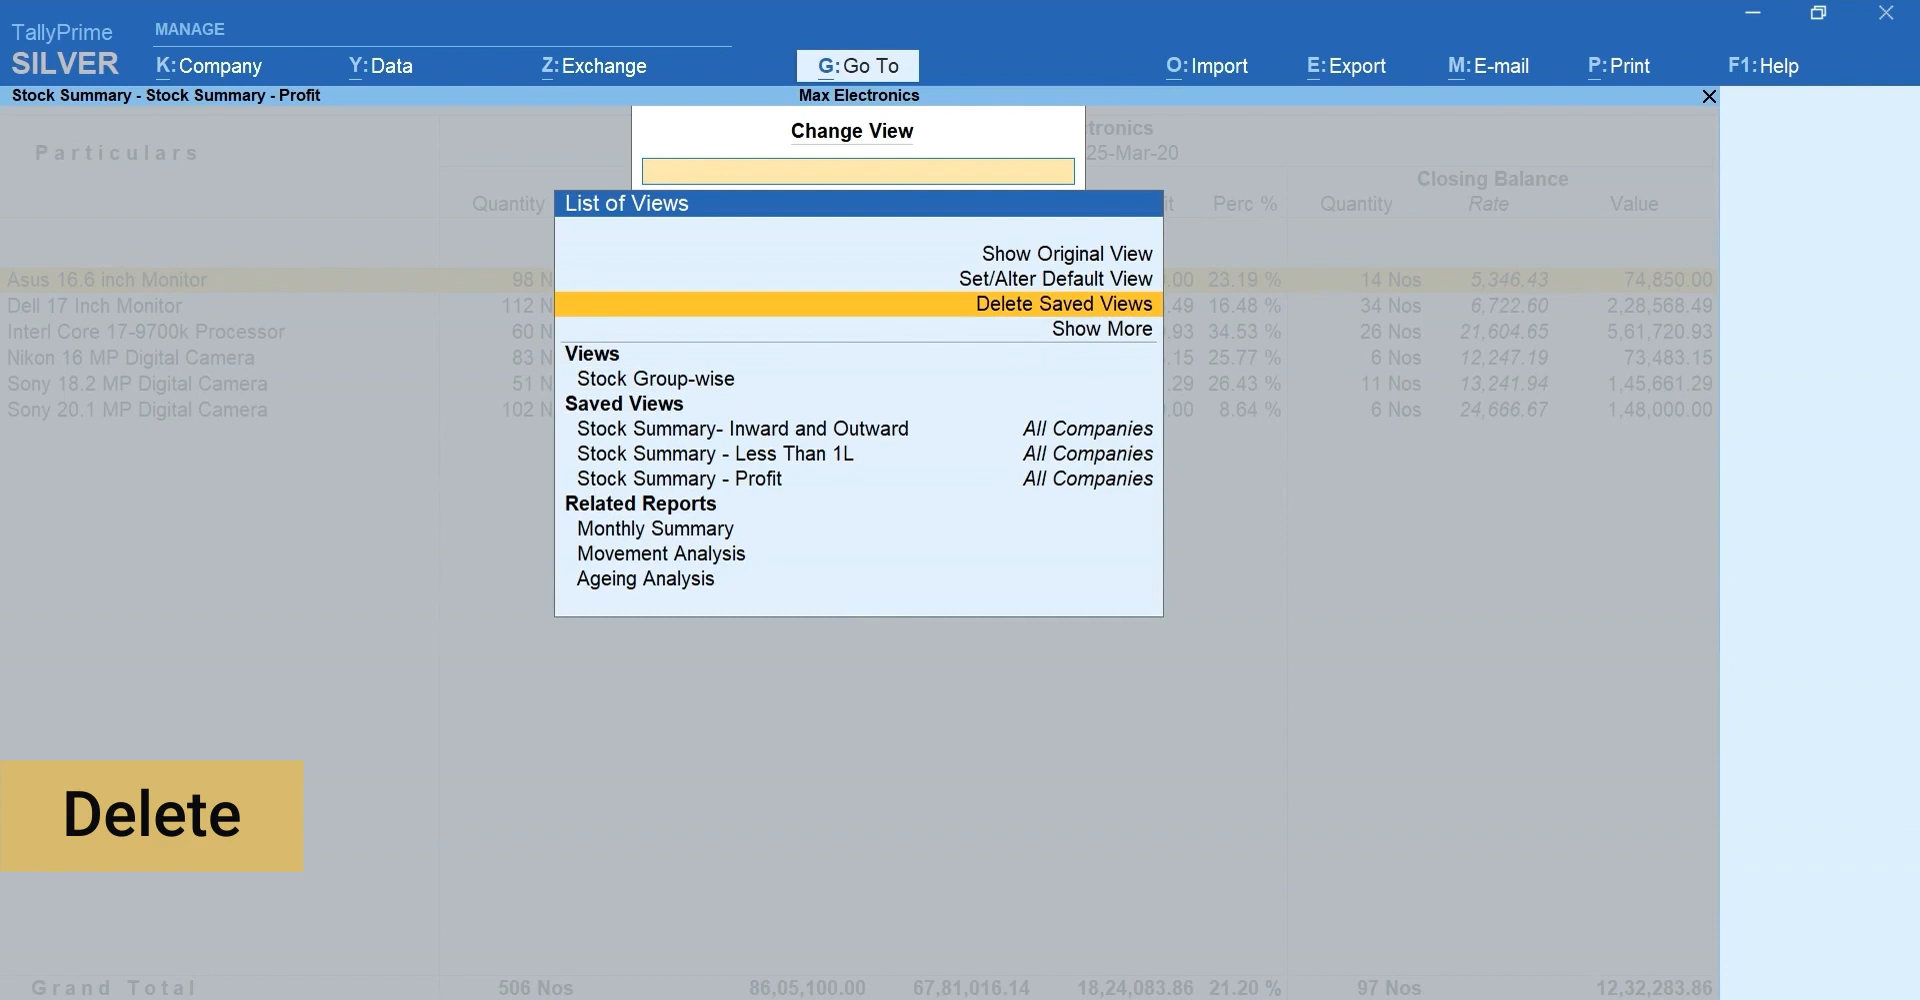 TallyPrime
SILVER
MANAGE
K: Company Y: Data Z: Exchange G: Go To O: Import E: Export M: E-mail P: Print F1: Help
Stock Summary - Stock Summary - Profit Max Electronics
Change View
tronics
Particulars 25-Mar-20
Closing Balance
Quantity List of Views it Perc % Quantity Rate Value
Show Original View
Asus 16.6 inch Monitor 98 N Set/Alter Default View .00 23.19 % 14 Nos 5,346.43 74,850.00
Dell 17 Inch Monitor 112 N Delete Saved Views .49 16.48 % 34 Nos 6,722.60 2,28,568.49
Interl Core 17-9700k Processor 60 N Show More .93 34.53 % 26 Nos 21,604.65 5,61,720.93
Nikon 16 MP Digital Camera 83 N Views .15 25.77 % 6 Nos 12,247.19 73,483.15
Sony 18.2 MP Digital Camera 51 N Stock Group-wise .29 26.43 % 11 Nos 13,241.94 1,45,661.29
Sony 20.1 MP Digital Camera 102 N Saved Views .00 8.64 % 6 Nos 24,666.67 1,48,000.00
Stock Summary- Inward and Outward All Companies
Stock Summary - Less Than 1L All Companies
Stock Summary - Profit All Companies
Related Reports
Monthly Summary
Movement Analysis
Ageing Analysis
Delete
Grand Total 506 Nos 86,05,100.00 67,81,016.14 18,24,083.86 21.20 % 97 Nos 12,32,283.86